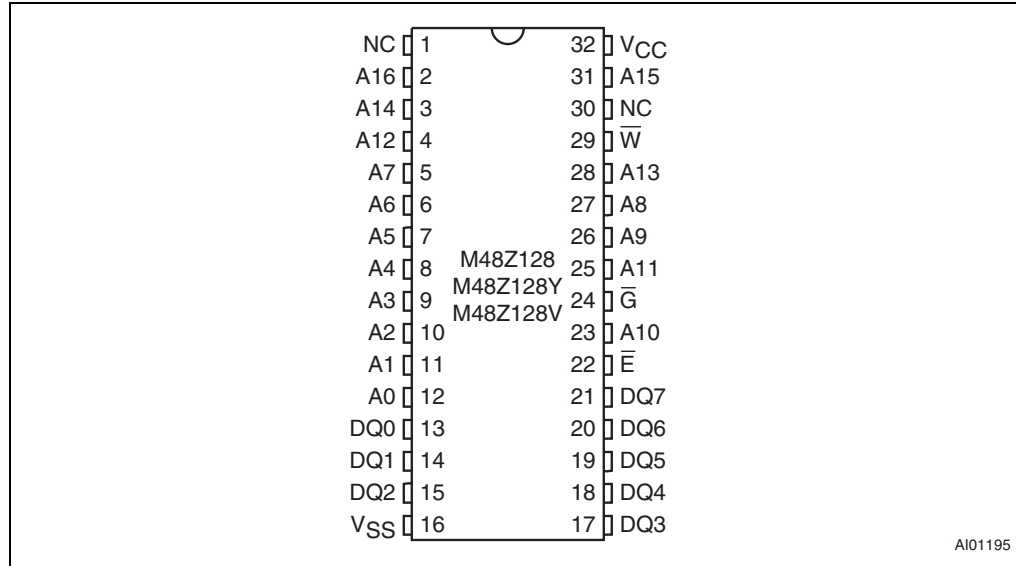 NC 1 32 VCC
A16 2 31 A15
A14 3 30 NC
A12 4 29 W̅
A7 5 28 A13
A6 6 27 A8
A5 7 26 A9
A4 8 M48Z128 25 A11
M48Z128Y
A3 9 M48Z128V 24 G̅
A2 10 23 A10
A1 11 22 E̅
A0 12 21 DQ7
DQ0 13 20 DQ6
DQ1 14 19 DQ5
DQ2 15 18 DQ4
VSS 16 17 DQ3
AI01195